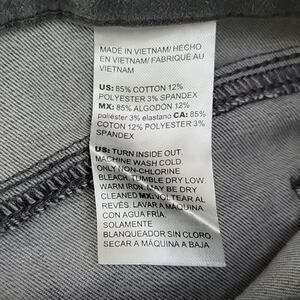 MADE IN VIETNAM/ HECHO
EN VIETNAM/ FABRIQUÉ AU
VIETNAM
US: 85% COTTON 12%
POLYESTER 3% SPANDEX
MX: 85% ALGODÓN 12%
poliéster 3% elastano CA: 85%
COTON 12% POLYESTER 3%
SPANDEX
US: TURN INSIDE OUT.
MACHINE WASH COLD.
ONLY NON-CHLORINE
BLEACH. TUMBLE DRY LOW.
WARM IRON. MAY BE DRY
CLEANED MX: VOLTEAR AL
REVÉS. LAVAR A MÁQUINA
CON AGUA FRÍA.
SOLAMENTE
BLANQUEADOR SIN CLORO.
SECAR A MÁQUINA A BAJA